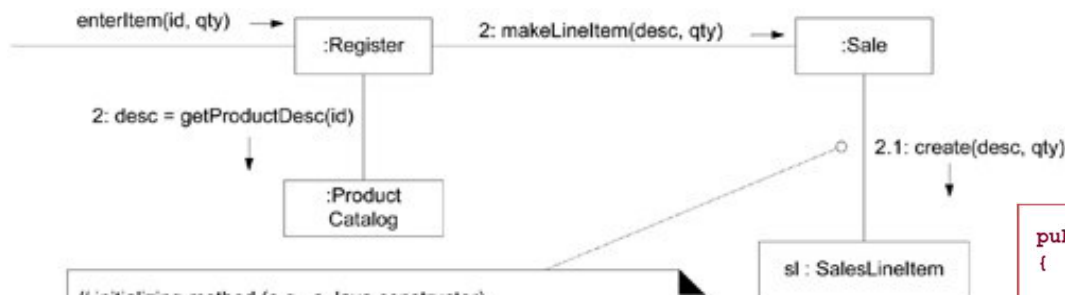 enterItem(id, qty)
:Register
2: makeLineItem(desc, qty)
:Sale
2: desc = getProductDesc(id)
2.1: create(desc, qty)
:Product
Catalog
sl : SalesLineItem
{